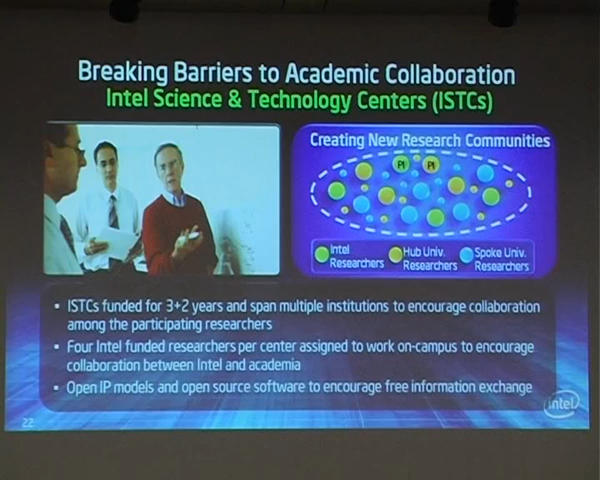 Breaking Barriers to Academic Collaboration
Intel Science & Technology Centers (ISTCs)
Creating New Research Communities
PI
PI
Intel
Researchers
Hub Univ.
Researchers
Spoke Univ.
Researchers
▪ ISTCs funded for 3+2 years and span multiple institutions to encourage collaboration
among the participating researchers
▪ Four Intel funded researchers per center assigned to work on-campus to encourage
collaboration between Intel and academia
▪ Open IP models and open source software to encourage free information exchange
intel
22